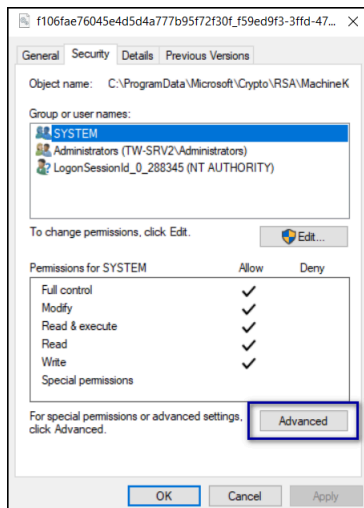 f106fae76045e4d5d4a777b95f72f30f_f59ed9f3-3ffd-47...
General Security Details Previous Versions
Object name: C:\ProgramData\Microsoft\Crypto\RSA\MachineK
Group or user names:
SYSTEM
Administrators (TW-SRV2\Administrators)
LogonSessionId_0_288345 (NT AUTHORITY)
To change permissions, click Edit.
Edit...
Permissions for SYSTEM Allow Deny
Full control
Modify
Read & execute
Read
Write
Special permissions
For special permissions or advanced settings,
click Advanced.
Advanced
OK Cancel Apply